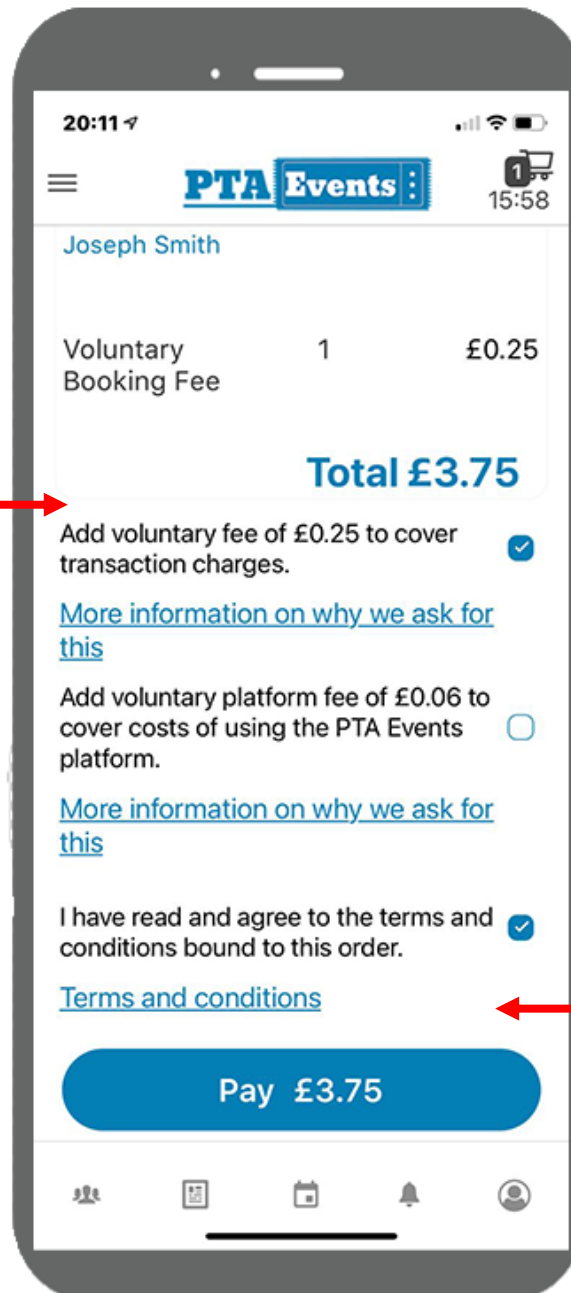 20:11
PTA Events
1
15:58
Joseph Smith
Voluntary 1 £0.25
Booking Fee
Total £3.75
Add voluntary fee of £0.25 to cover
transaction charges.
More information on why we ask for
this
Add voluntary platform fee of £0.06 to
cover costs of using the PTA Events
platform.
More information on why we ask for
this
I have read and agree to the terms and
conditions bound to this order.
Terms and conditions
Pay £3.75